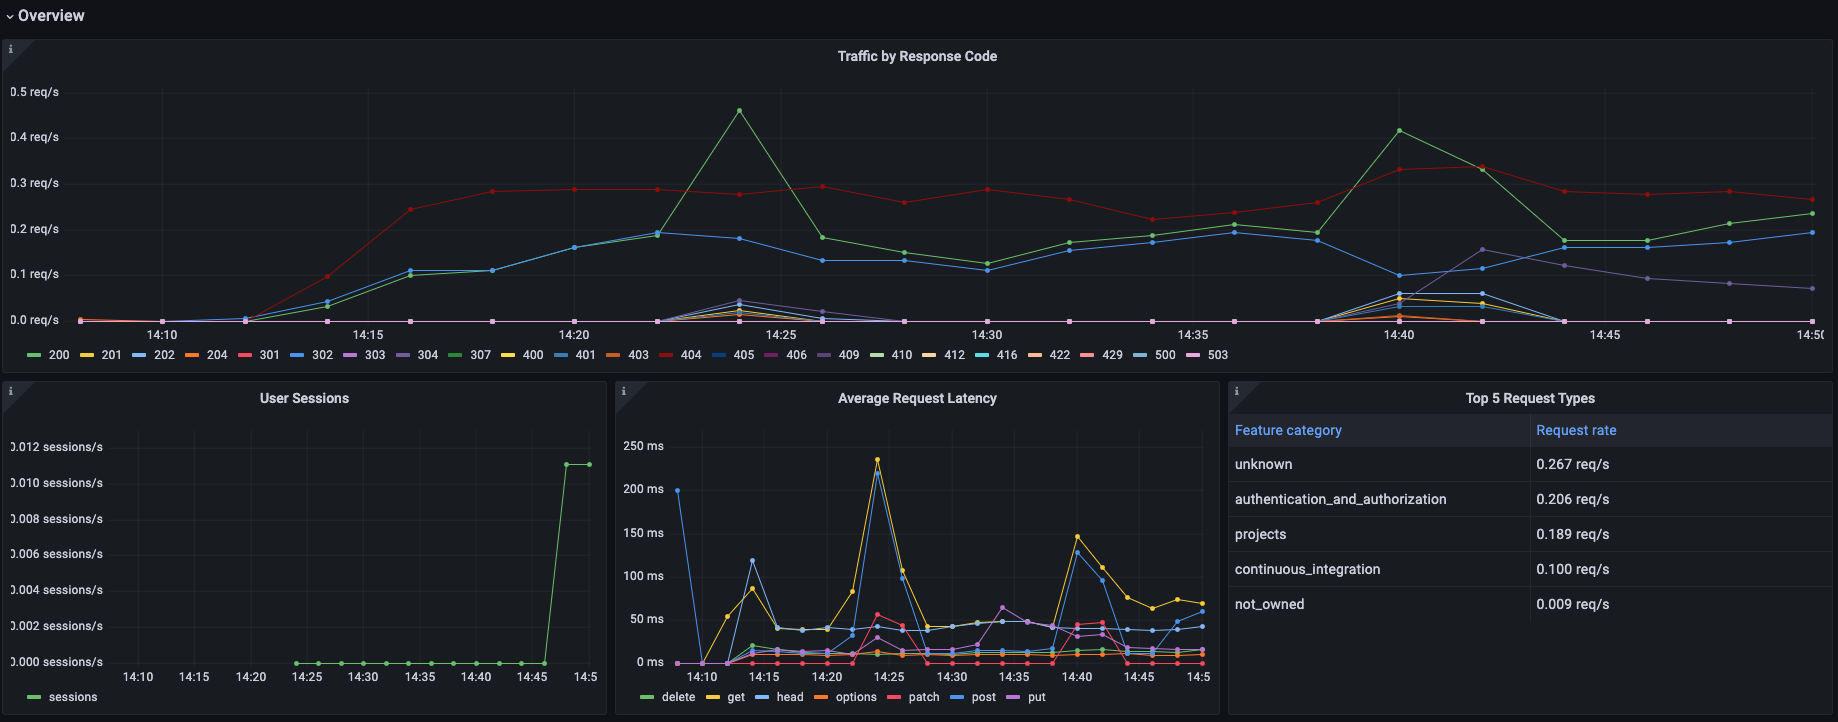 Overview
Traffic by Response Code
0.5 req/s
0.4 req/s
0.3 req/s
0.2 req/s
0.1 req/s
0.0 req/s
14:10 14:15 14:20 14:25 14:30 14:35 14:40 14:45 14:50
200 201 202 204 301 302 303 304 307 400 401 403 404 405 406 409 410 412 416 422 429 500 503
User Sessions
0.012 sessions/s
0.010 sessions/s
0.008 sessions/s
0.006 sessions/s
0.004 sessions/s
0.002 sessions/s
0.000 sessions/s
14:10 14:15 14:20 14:25 14:30 14:35 14:40 14:45 14:5
sessions
Average Request Latency
250 ms
200 ms
150 ms
100 ms
50 ms
0 ms
14:10 14:15 14:20 14:25 14:30 14:35 14:40 14:45 14:5
delete get head options patch post put
Top 5 Request Types
Feature category Request rate
unknown 0.267 req/s
authentication_and_authorization 0.206 req/s
projects 0.189 req/s
continuous_integration 0.100 req/s
not_owned 0.009 req/s